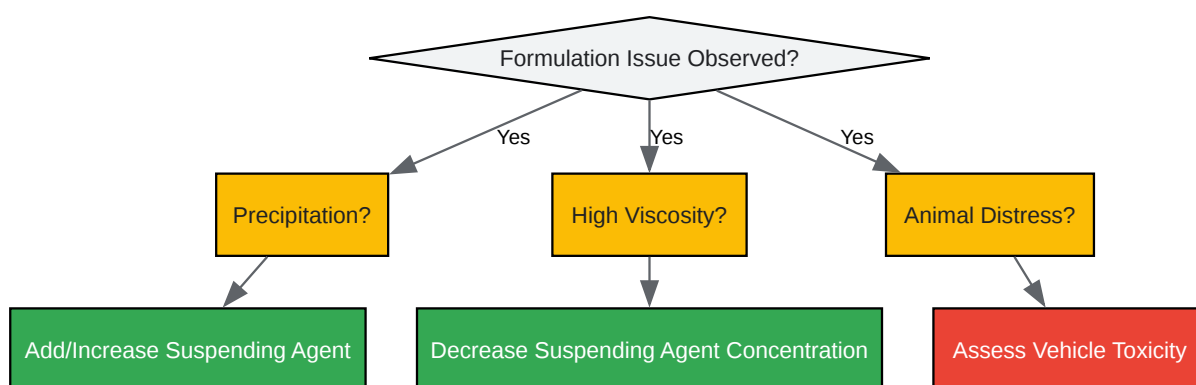 Formulation Issue Observed?
Yes
Yes
Yes
Precipitation?
High Viscosity?
Animal Distress?
Add/Increase Suspending Agent
Decrease Suspending Agent Concentration
Assess Vehicle Toxicity